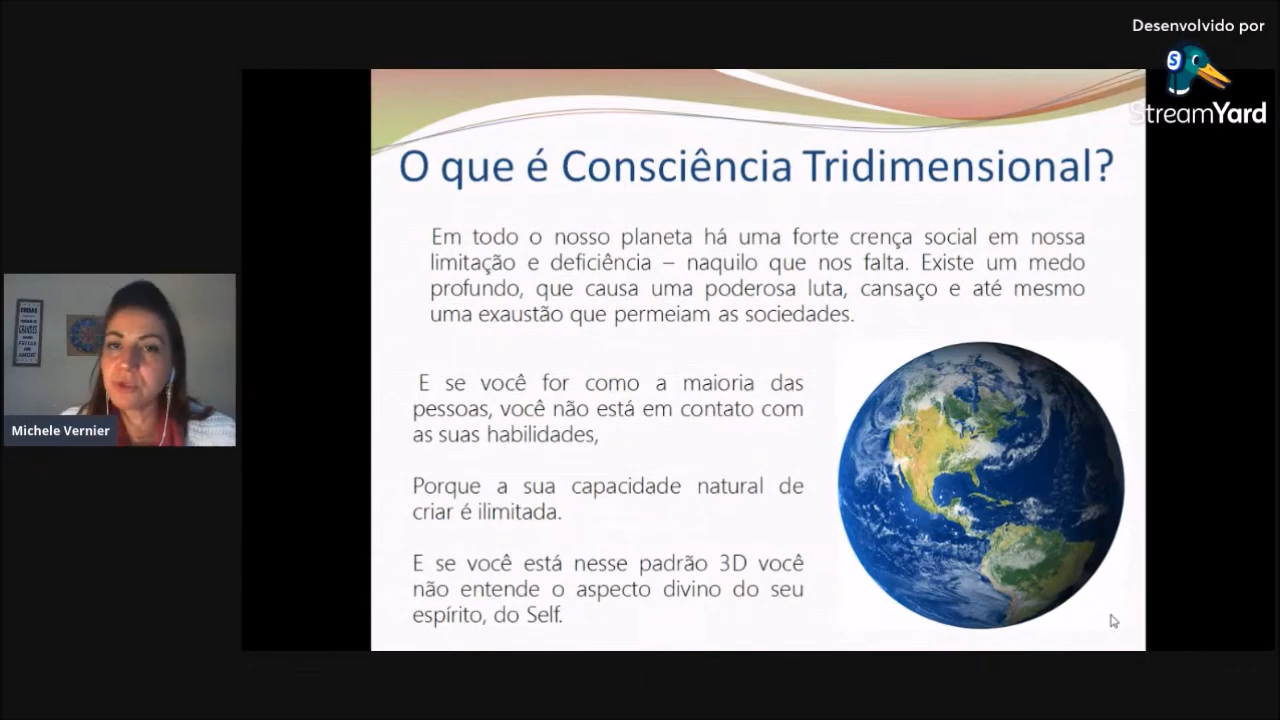 Desenvolvido por
StreamYard
O que é Consciência Tridimensional?
Em todo o nosso planeta há uma forte crença social em nossa
limitação e deficiência – naquilo que nos falta. Existe um medo
profundo, que causa uma poderosa luta, cansaço e até mesmo
uma exaustão que permeiam as sociedades.
E se você for como a maioria das
pessoas, você não está em contato com
as suas habilidades,
Porque a sua capacidade natural de
criar é ilimitada.
E se você está nesse padrão 3D você
não entende o aspecto divino do seu
espírito, do Self.
GRANDES
AMOR
Michele Vernier